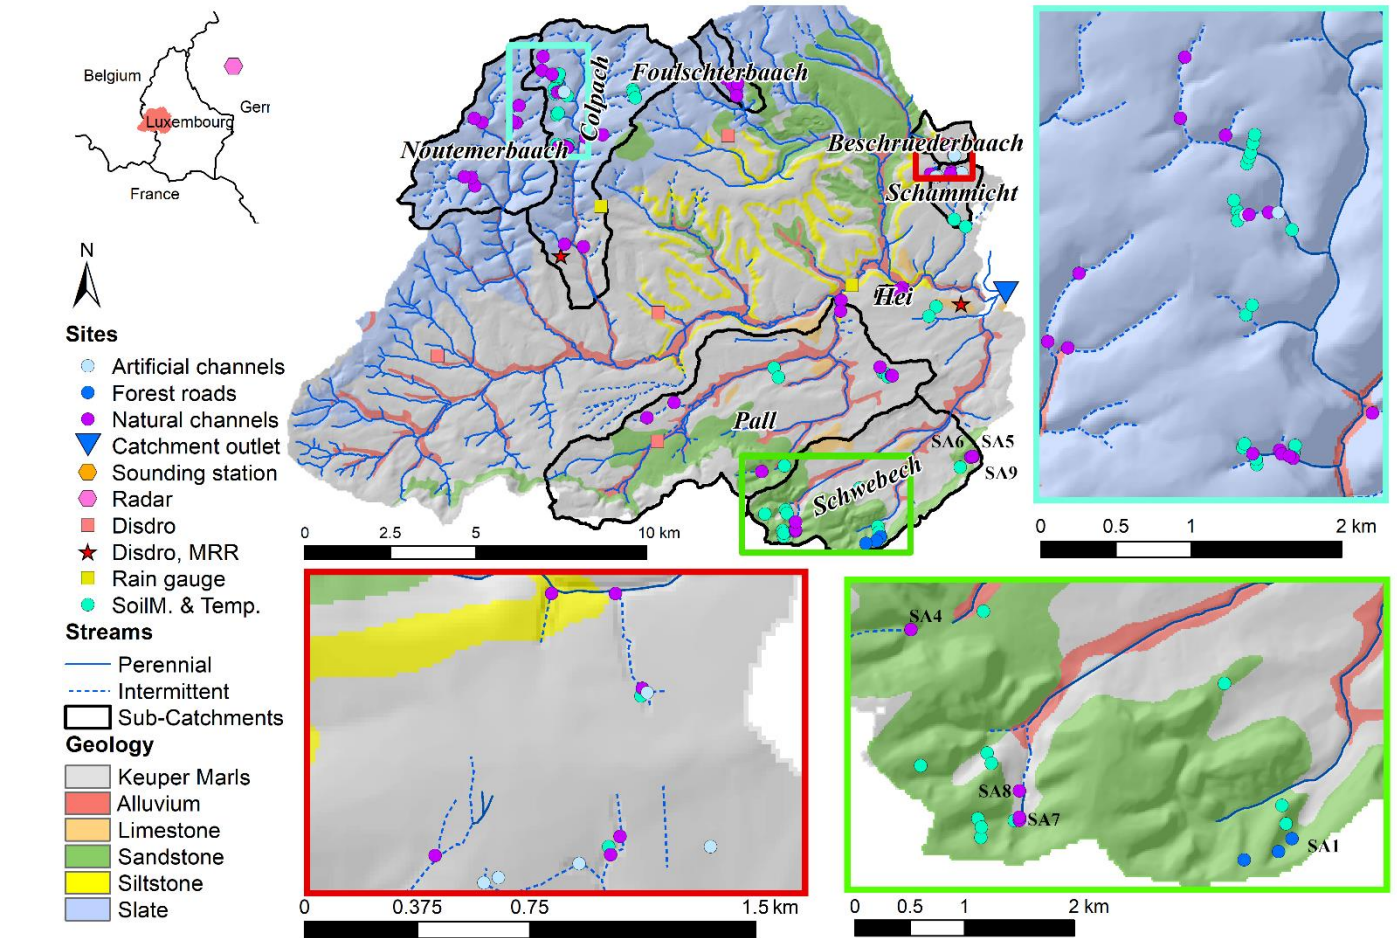 Belgium
Gerr
Luxembourg
France
N
Sites
Artificial channels
Forest roads
Natural channels
Catchment outlet
Sounding station
Radar
Disdro
Disdro, MRR
Rain gauge
SoilM. & Temp.
Streams
Perennial
Intermittent
Sub-Catchments
Geology
Keuper Marls
Alluvium
Limestone
Sandstone
Siltstone
Slate
Colpach
Foulschterbaach
Noutemerbaach
Beschruederbaach
Schammicht
Hei
Pall
Schwebech
SA6 SA5
SA9
0 5 10 km
2.5
0 0.5 1 2 km
0 0.375 0.75 1.5 km
SA4
SA8
SA7
SA1
0 0.5 1 2 km